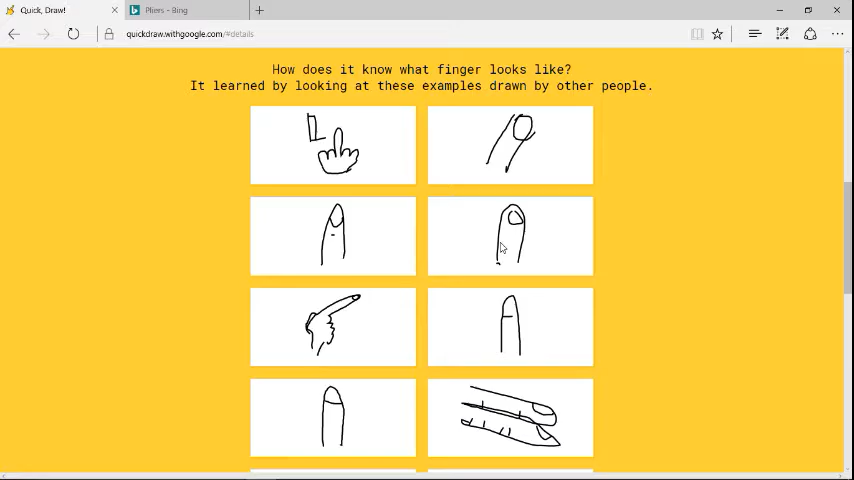 Quick, Draw!
Pliers - Bing
quickdraw.withgoogle.com/#details
How does it know what finger looks like?
It learned by looking at these examples drawn by other people.